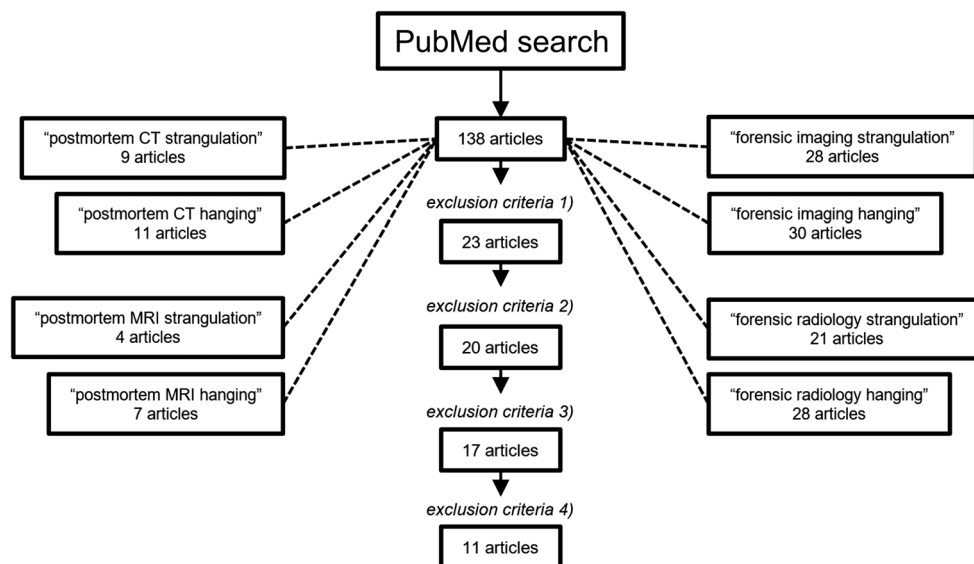 PubMed search
138 articles
“postmortem CT strangulation”
9 articles
“postmortem CT hanging”
11 articles
“postmortem MRI strangulation”
4 articles
“postmortem MRI hanging”
7 articles
“forensic imaging strangulation”
28 articles
“forensic imaging hanging”
30 articles
“forensic radiology strangulation”
21 articles
“forensic radiology hanging”
28 articles
exclusion criteria 1)
23 articles
exclusion criteria 2)
20 articles
exclusion criteria 3)
17 articles
exclusion criteria 4)
11 articles